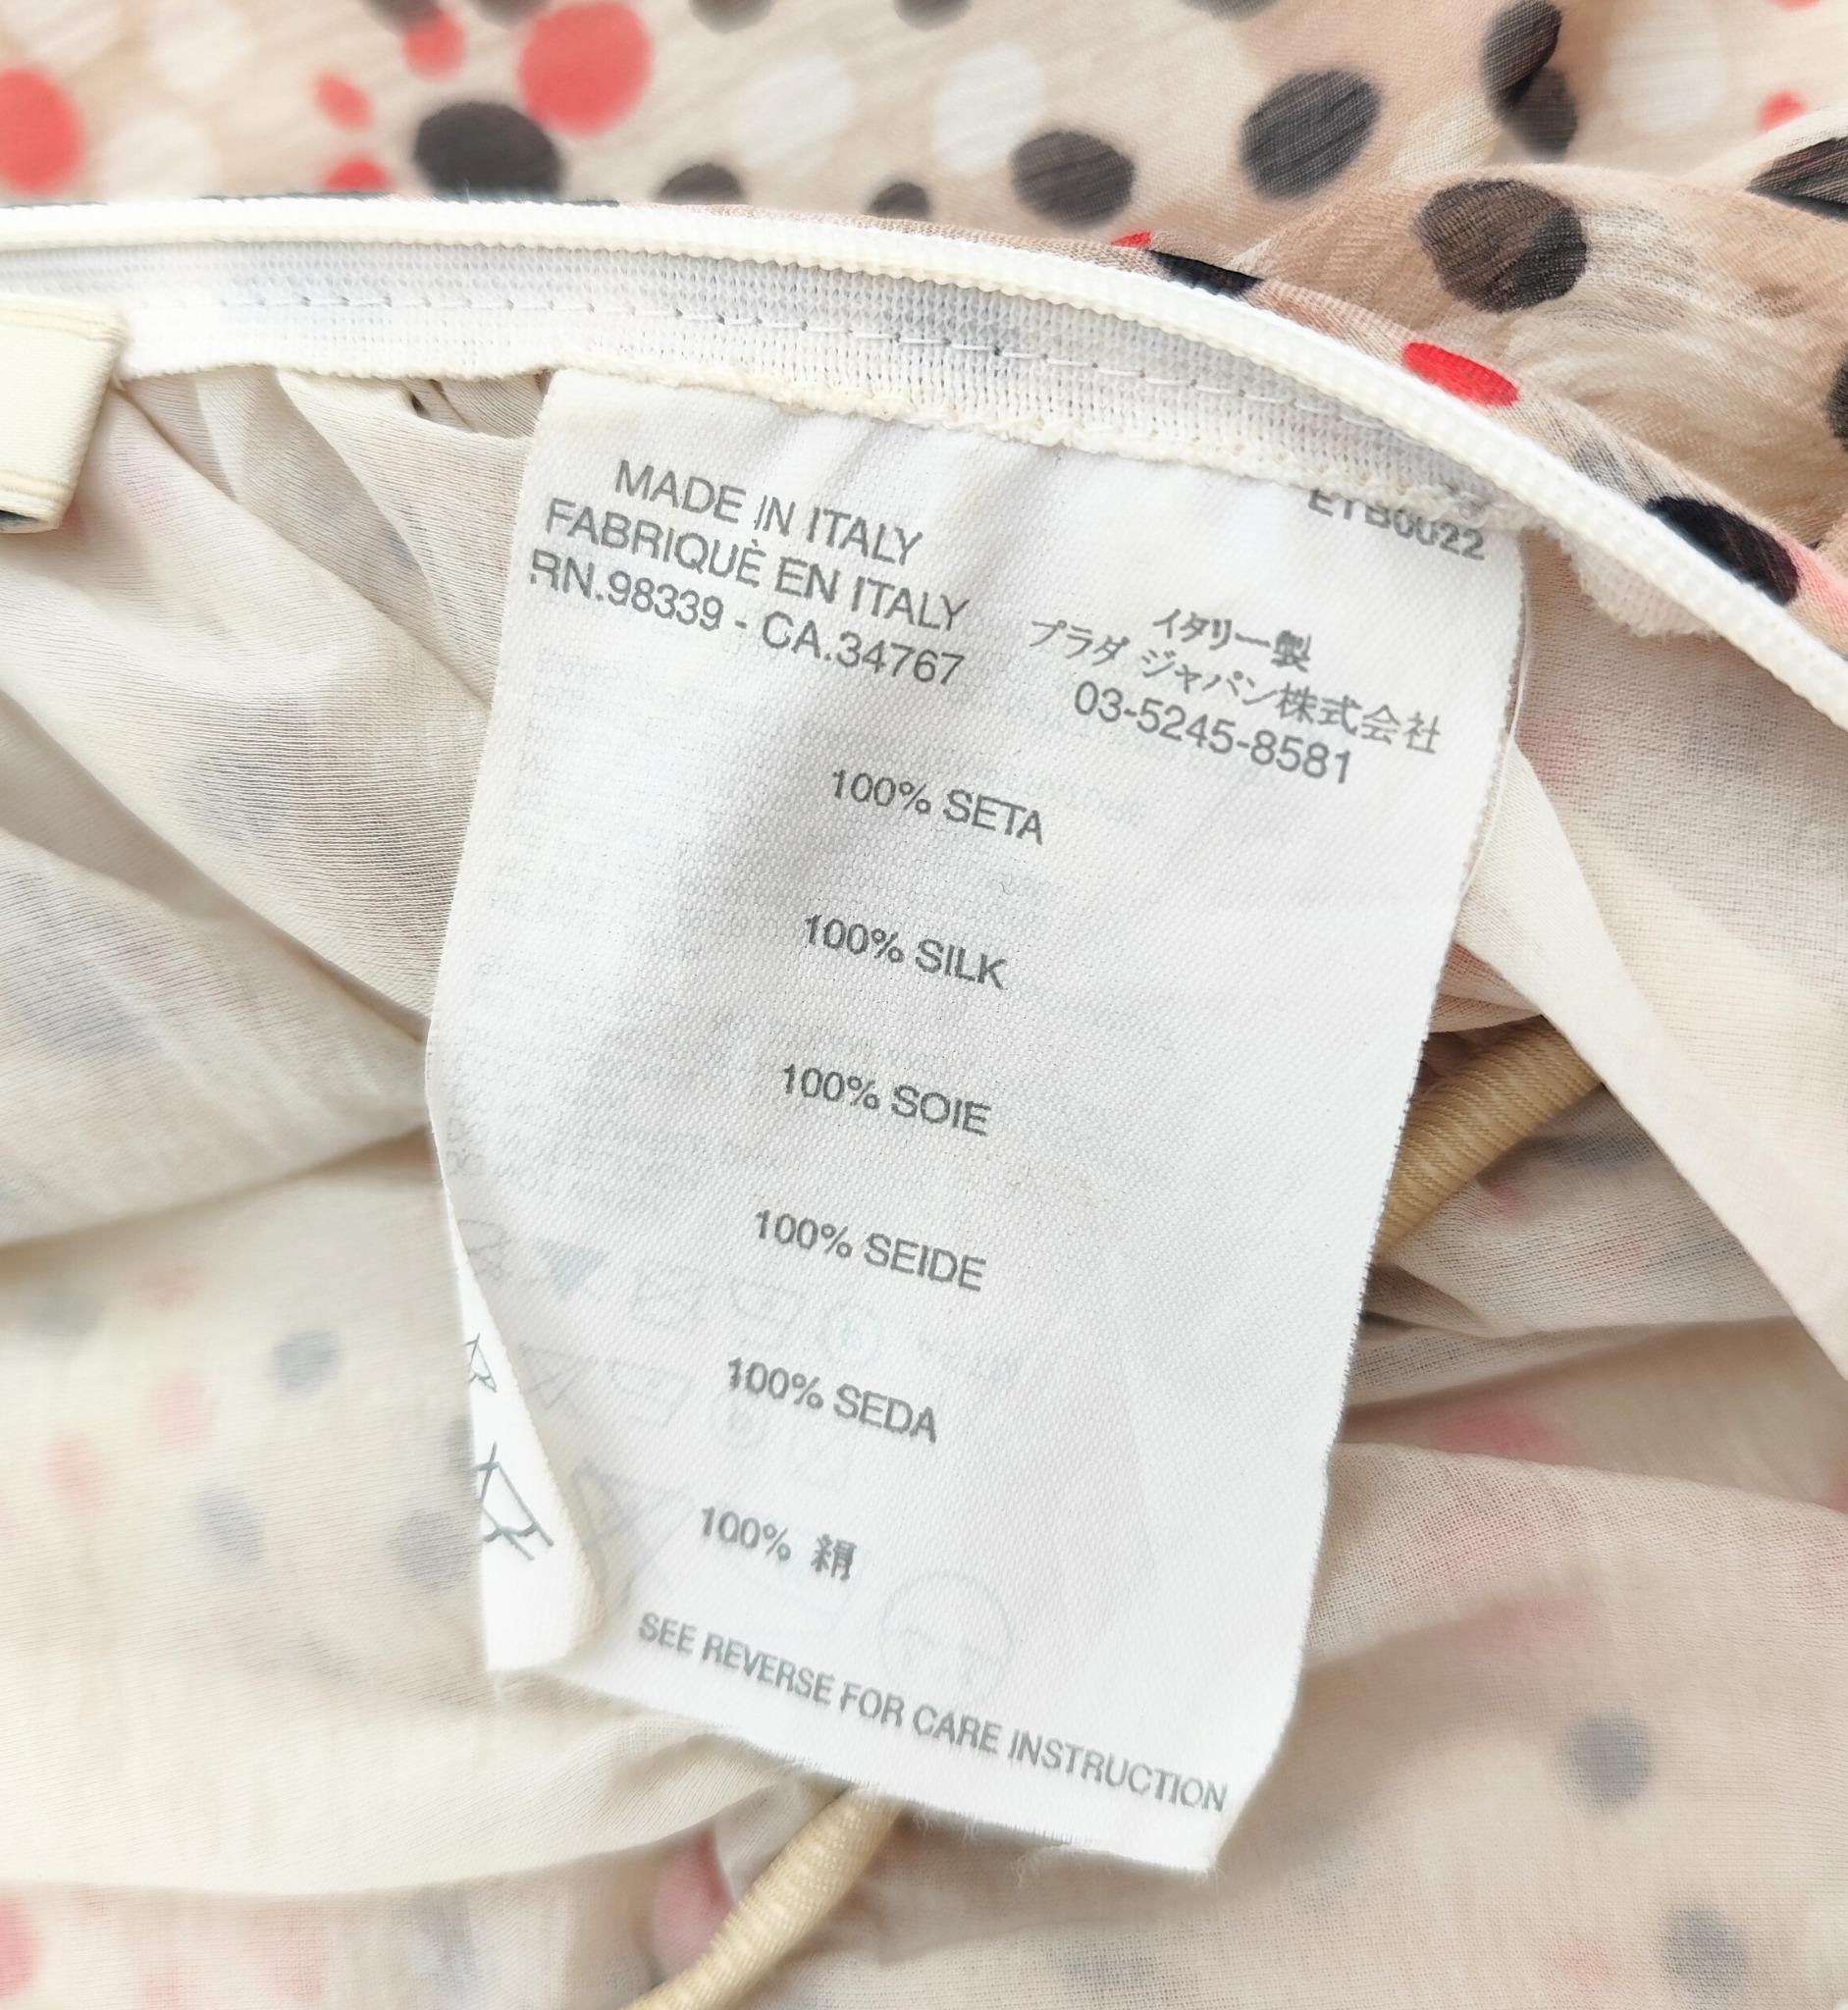 MADE IN ITALY
FABRIQUÈ EN ITALY
RN.98339 - CA.34767
ETB0022
イタリー製
プラダ ジャパン株式会社
03-5245-8581
100% SETA
100% SILK
100% SOIE
100% SEIDE
100% SEDA
100% 絹
SEE REVERSE FOR CARE INSTRUCTION